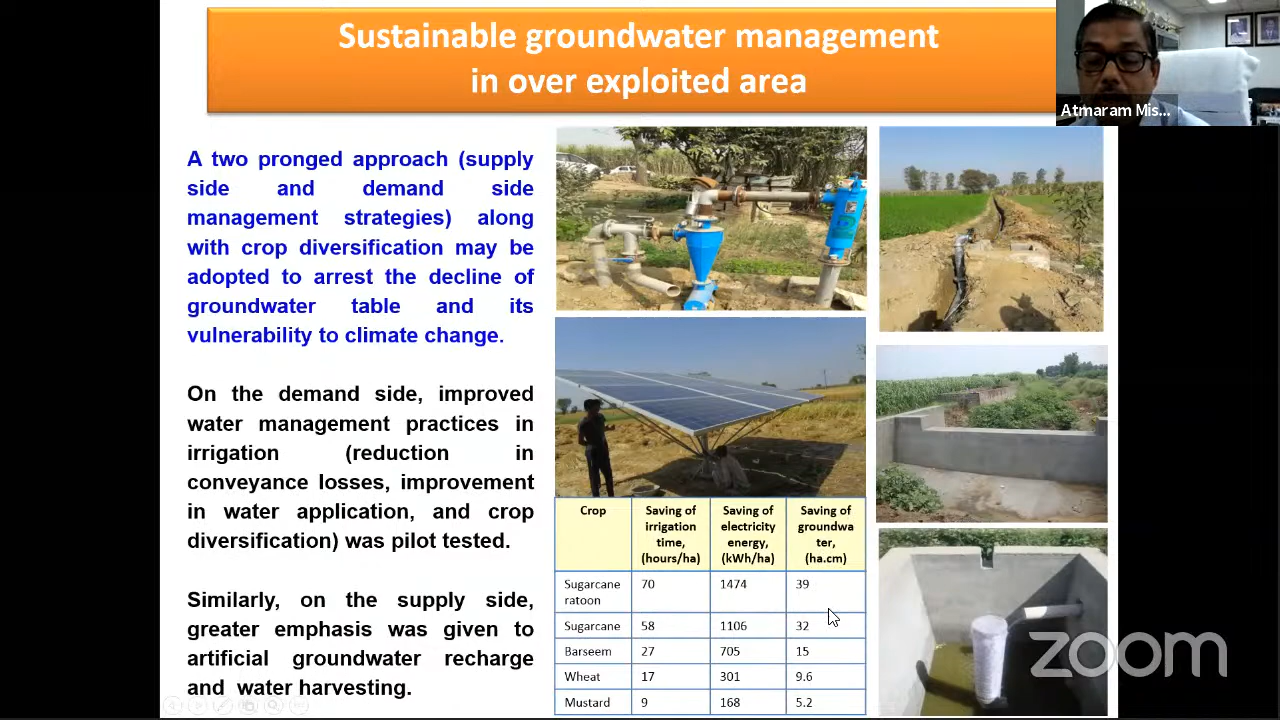 Sustainable groundwater management
in over exploited area
Atmaram Mis...
A two pronged approach (supply
side and demand side
management strategies) along
with crop diversification may be
adopted to arrest the decline of
groundwater table and its
vulnerability to climate change.
On the demand side, improved
water management practices in
irrigation (reduction in
conveyance losses, improvement
in water application, and crop
diversification) was pilot tested.
Similarly, on the supply side,
greater emphasis was given to
artificial groundwater recharge
and water harvesting.
Crop Saving of irrigation time, (hours/ha) Saving of electricity energy, (kWh/ha) Saving of groundwa ter, (ha.cm)
Sugarcane ratoon 70 1474 39
Sugarcane 58 1106 32
Barseem 27 705 15
Wheat 17 301 9.6
Mustard 9 168 5.2
zoom